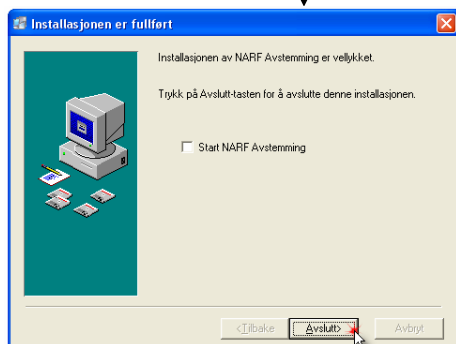 Installasjonen er fullført
Installasjonen av NARF Avstemming er vellykket.
Trykk på Avslutt-tasten for å avslutte denne installasjonen.
Start NARF Avstemming
<Tilbake
Avslutt>
Avbryt